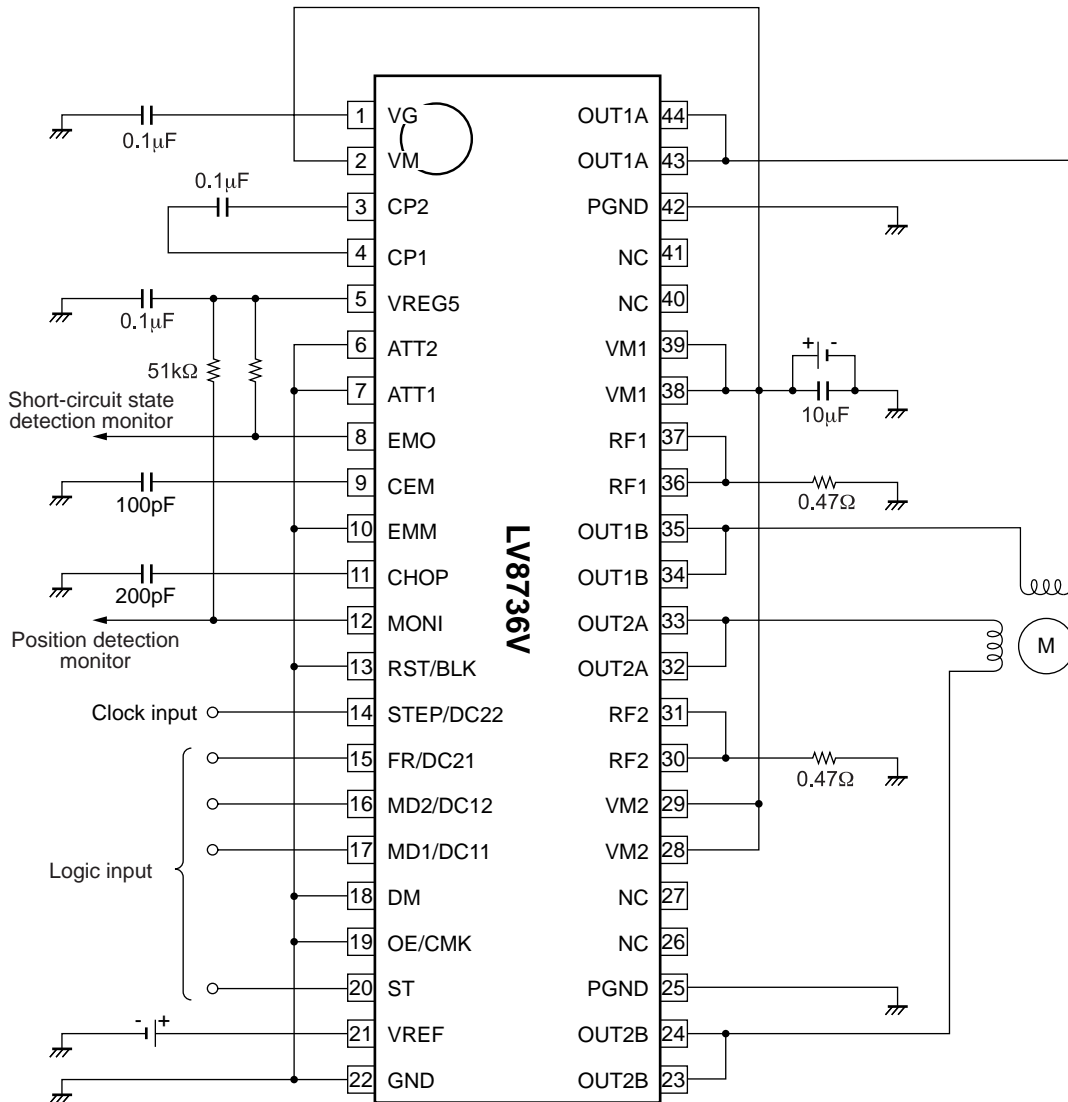 1 VG OUT1A 44
0.1μF
2 VM OUT1A 43
0.1μF
3 CP2 PGND 42
4 CP1 NC 41
5 VREG5 NC 40
0.1μF
6 ATT2 VM1 39
+ -
51kΩ
7 ATT1 VM1 38
10μF
Short-circuit state
detection monitor
8 EMO RF1 37
9 CEM RF1 36
100pF
0.47Ω
10 EMM OUT1B 35
LV8736V
11 CHOP OUT1B 34
200pF
12 MONI OUT2A 33
Position detection
monitor
M
13 RST/BLK OUT2A 32
Clock input
14 STEP/DC22 RF2 31
15 FR/DC21 RF2 30
0.47Ω
16 MD2/DC12 VM2 29
17 MD1/DC11 VM2 28
Logic input
18 DM NC 27
19 OE/CMK NC 26
20 ST PGND 25
- +
21 VREF OUT2B 24
22 GND OUT2B 23